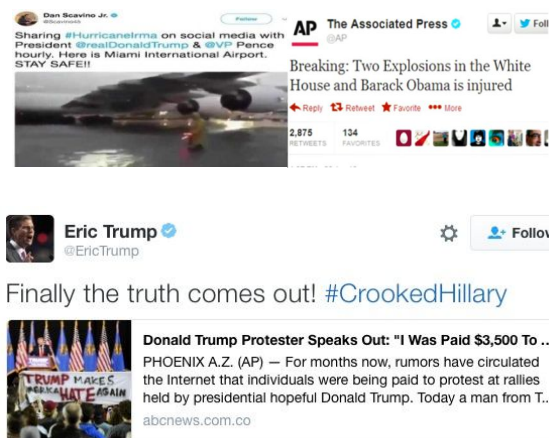 Dan Scavino Jr.
@Scavino45
Follow
Sharing #HurricaneIrma on social media with
President @realDonaldTrump & @VP Pence
hourly. Here is Miami International Airport.
STAY SAFE!!
AP
The Associated Press
@AP
Foll
Breaking: Two Explosions in the White
House and Barack Obama is injured
Reply Retweet Favorite More
2,875 134
RETWEETS FAVORITES
Eric Trump
@EricTrump
Follow
Finally the truth comes out! #CrookedHillary
Donald Trump Protester Speaks Out: "I Was Paid $3,500 To ...
PHOENIX A.Z. (AP) — For months now, rumors have circulated
the Internet that individuals were being paid to protest at rallies
held by presidential hopeful Donald Trump. Today a man from T...
abcnews.com.co
TRUMP MAKES
AMERICA HATE AGAIN